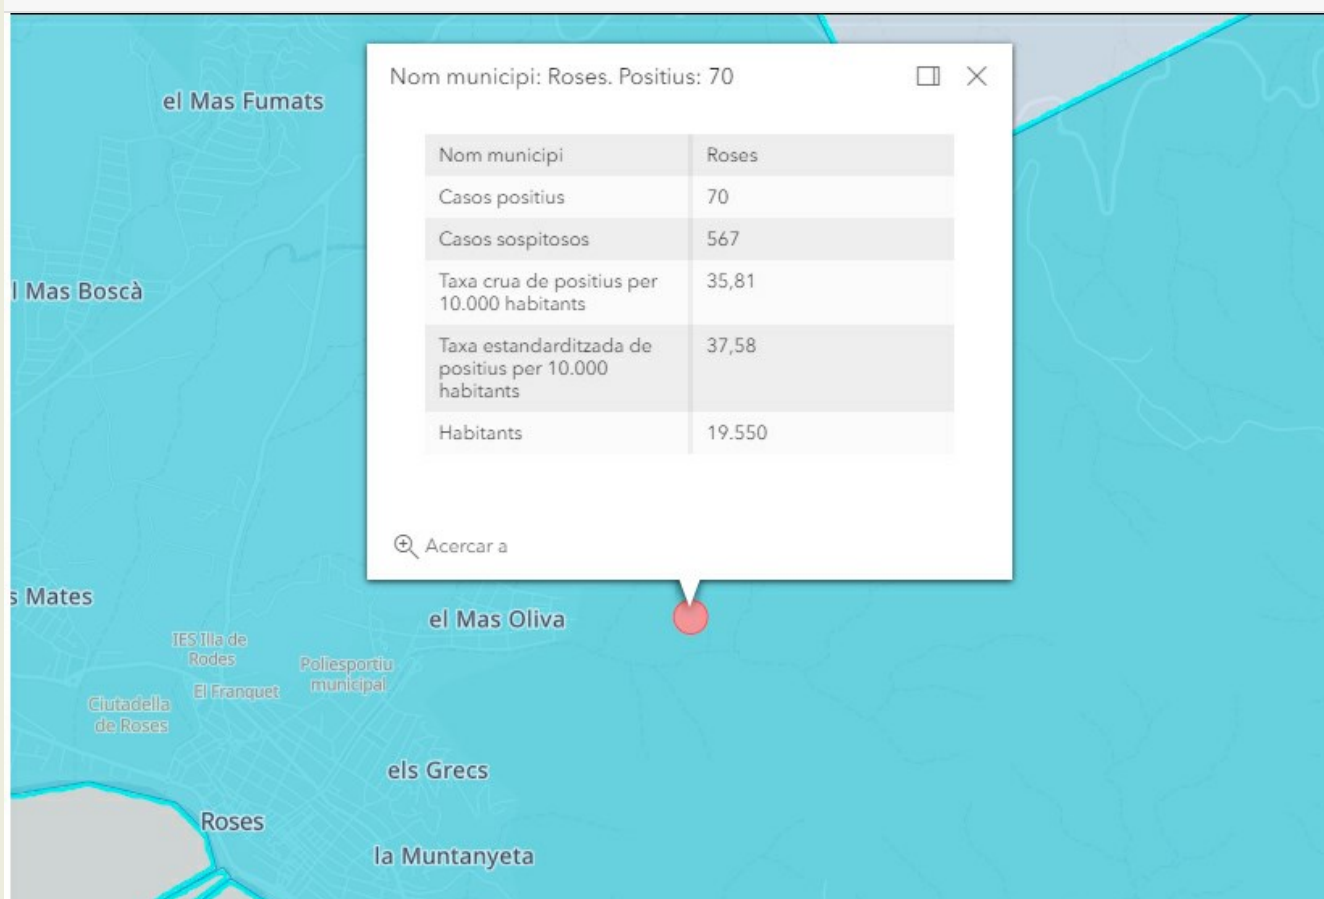 Nom municipi: Roses. Positius: 70
el Mas Fumats
Nom municipi Roses
Casos positius 70
Casos sospitosos 567
Taxa crua de positius per 35,81
10.000 habitants
l Mas Boscà
Taxa estandarditzada de 37,58
positius per 10.000
habitants
Habitants 19.550
Acercar a
s Mates
el Mas Oliva
IES Illa de
Rodes
Poliesportiu
municipal
El Franquet
Ciutadella
de Roses
els Grecs
Roses
la Muntanyeta